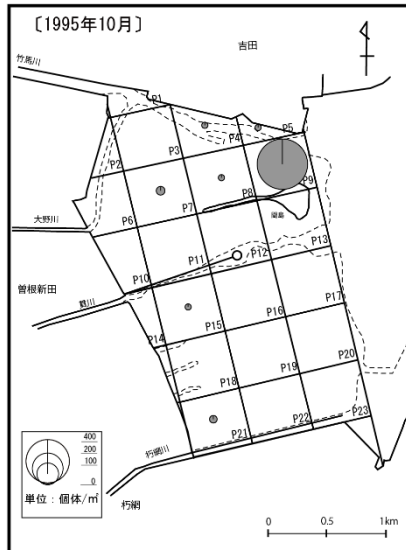 〔1995年10月〕
吉田
竹馬川
P1
P4
P5
P2
P3
P8
P9
大野川
P6
P7
間島
P11
P12
P13
P10
曽根新田
貫川
P14
P15
P16
P17
P18
P19
P20
P21
P22
P23
朽網川
朽網
400
200
100
0
単位：個体/㎡
0
0.5
1km